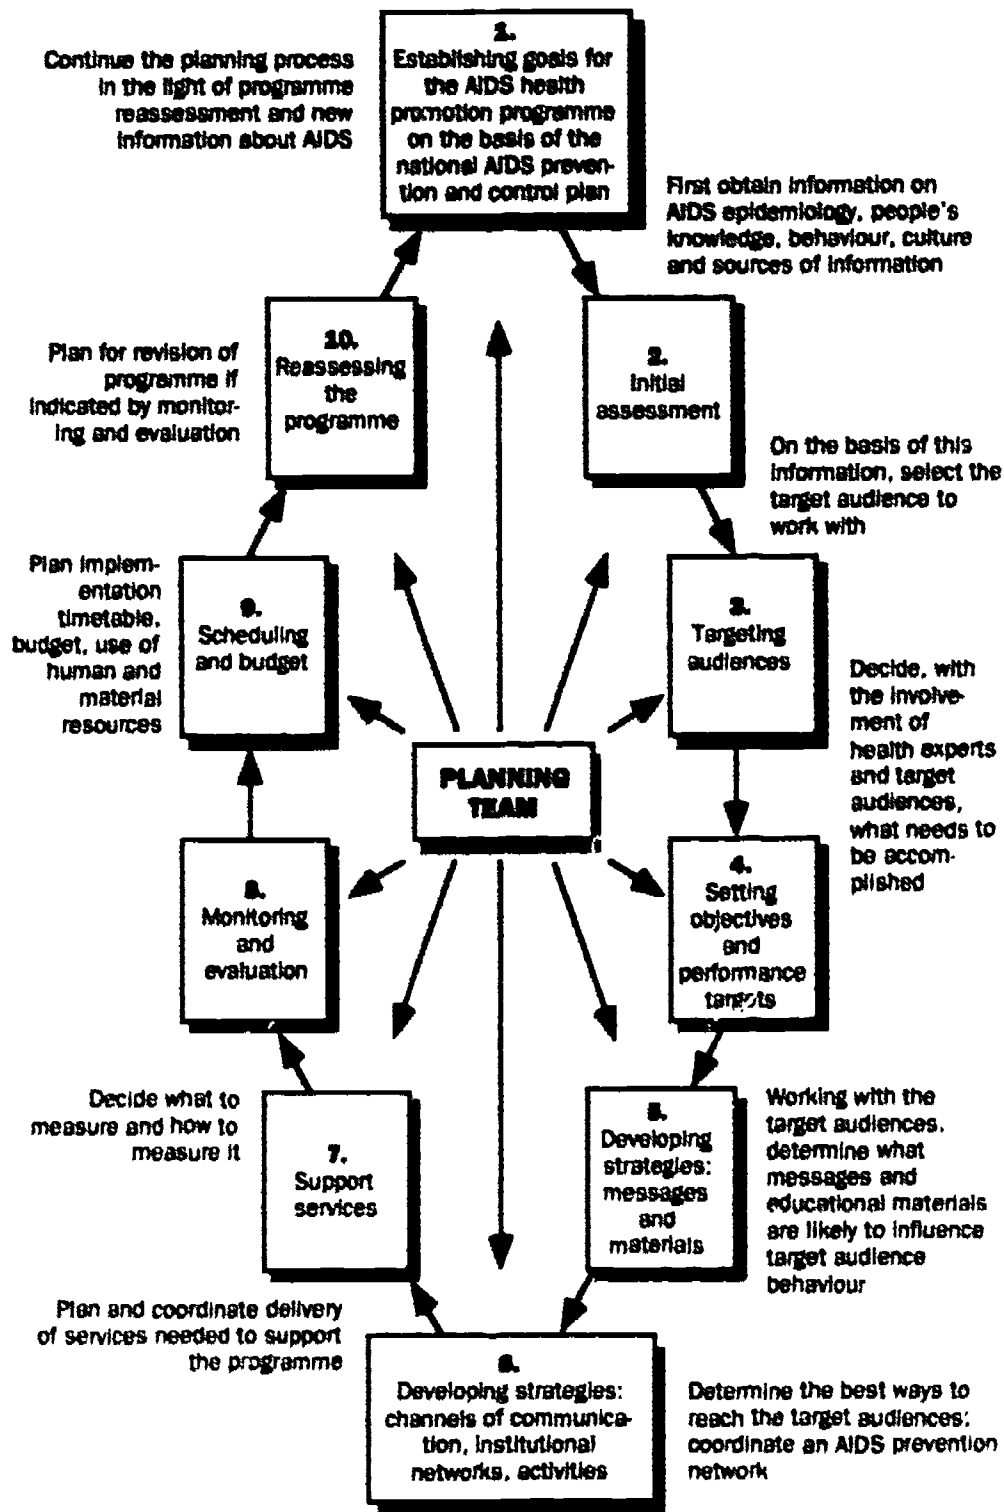 1.
Establishing goals for
the AIDS health
promotion programme
on the basis of the
national AIDS preven-
tion and control plan
First obtain information on
AIDS epidemiology, people's
knowledge, behaviour, culture
and sources of information
2.
Initial
assessment
On the basis of this
information, select the
target audience to
work with
3.
Targeting
audiences
Decide, with
the involve-
ment of
health experts
and target
audiences,
what needs to
be accom-
plished
4.
Setting
objectives
and
performance
targets
5.
Developing
strategies:
messages
and
materials
Working with the
target audiences,
determine what
messages and
educational materials
are likely to influence
target audience
behaviour
6.
Developing strategies:
channels of communica-
tion, institutional
networks, activities
Determine the best ways to
reach the target audiences;
coordinate an AIDS prevention
network
Plan and coordinate delivery
of services needed to support
the programme
7.
Support
services
Decide what to
measure and how to
measure it
8.
Monitoring
and
evaluation
9.
Scheduling
and budget
Plan implem-
entation
timetable,
budget, use of
human and
material
resources
10.
Reassessing
the
programme
Plan for revision of
programme if
indicated by monitor-
ing and evaluation
Continue the planning process
in the light of programme
reassessment and new
information about AIDS
PLANNING
TEAM